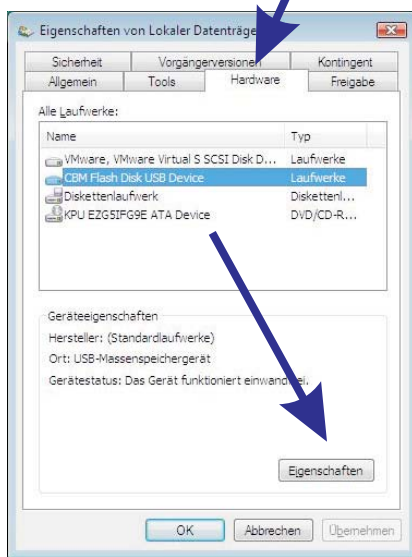 Eigenschaften von Lokaler Datenträge
Sicherheit Vorgängerversionen Kontingent
Allgemein Tools Hardware Freigabe
Alle Laufwerke:
Name Typ
VMware, VMware Virtual S SCSI Disk D... Laufwerke
CBM Flash Disk USB Device Laufwerke
Diskettenlaufwerk Diskettenl...
KPU EZG5IFG9E ATA Device DVD/CD-R...
Geräteeigenschaften
Hersteller: (Standardlaufwerke)
Ort: USB-Massenspeichergerät
Gerätestatus: Das Gerät funktioniert einwandfrei.
Eigenschaften
OK Abbrechen Übernehmen